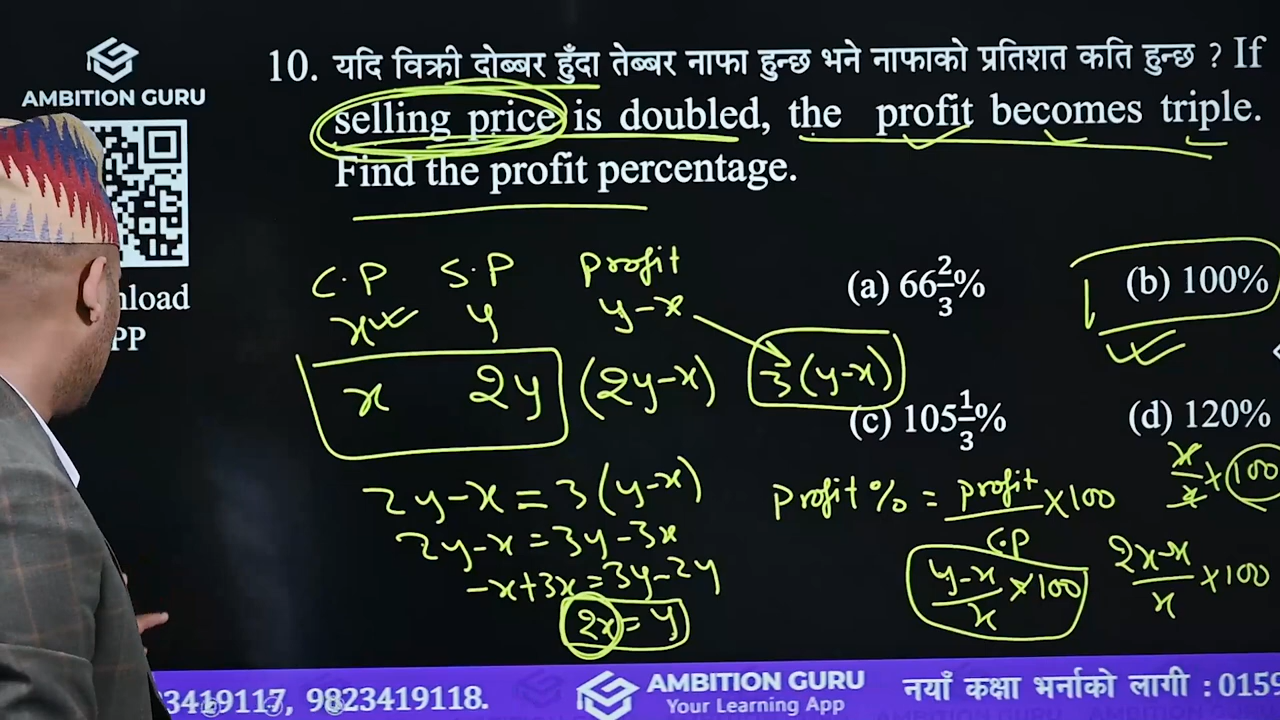 AMBITION GURU
10. यदि विक्री दोब्बर हुँदा तेब्बर नाफा हुन्छ भने नाफाको प्रतिशत कति हुन्छ ? If
selling price is doubled, the profit becomes triple.
Find the profit percentage.
nload
PP
C.P S.P Profit
x y y-x
x 2y (2y-x) 3(y-x)
(a) 66 2/3% (b) 100%
(c) 105 1/3% (d) 120%
2y-x=3(y-x)
2y-x=3y-3x
-x+3x=3y-2y
2x=y
Profit % = profit/C.P ×100
y-x/x ×100
x/x ×100
2x-x/x ×100
3419117, 9823419118.
AMBITION GURU
Your Learning App
नयाँ कक्षा भर्नाको लागी : 0159